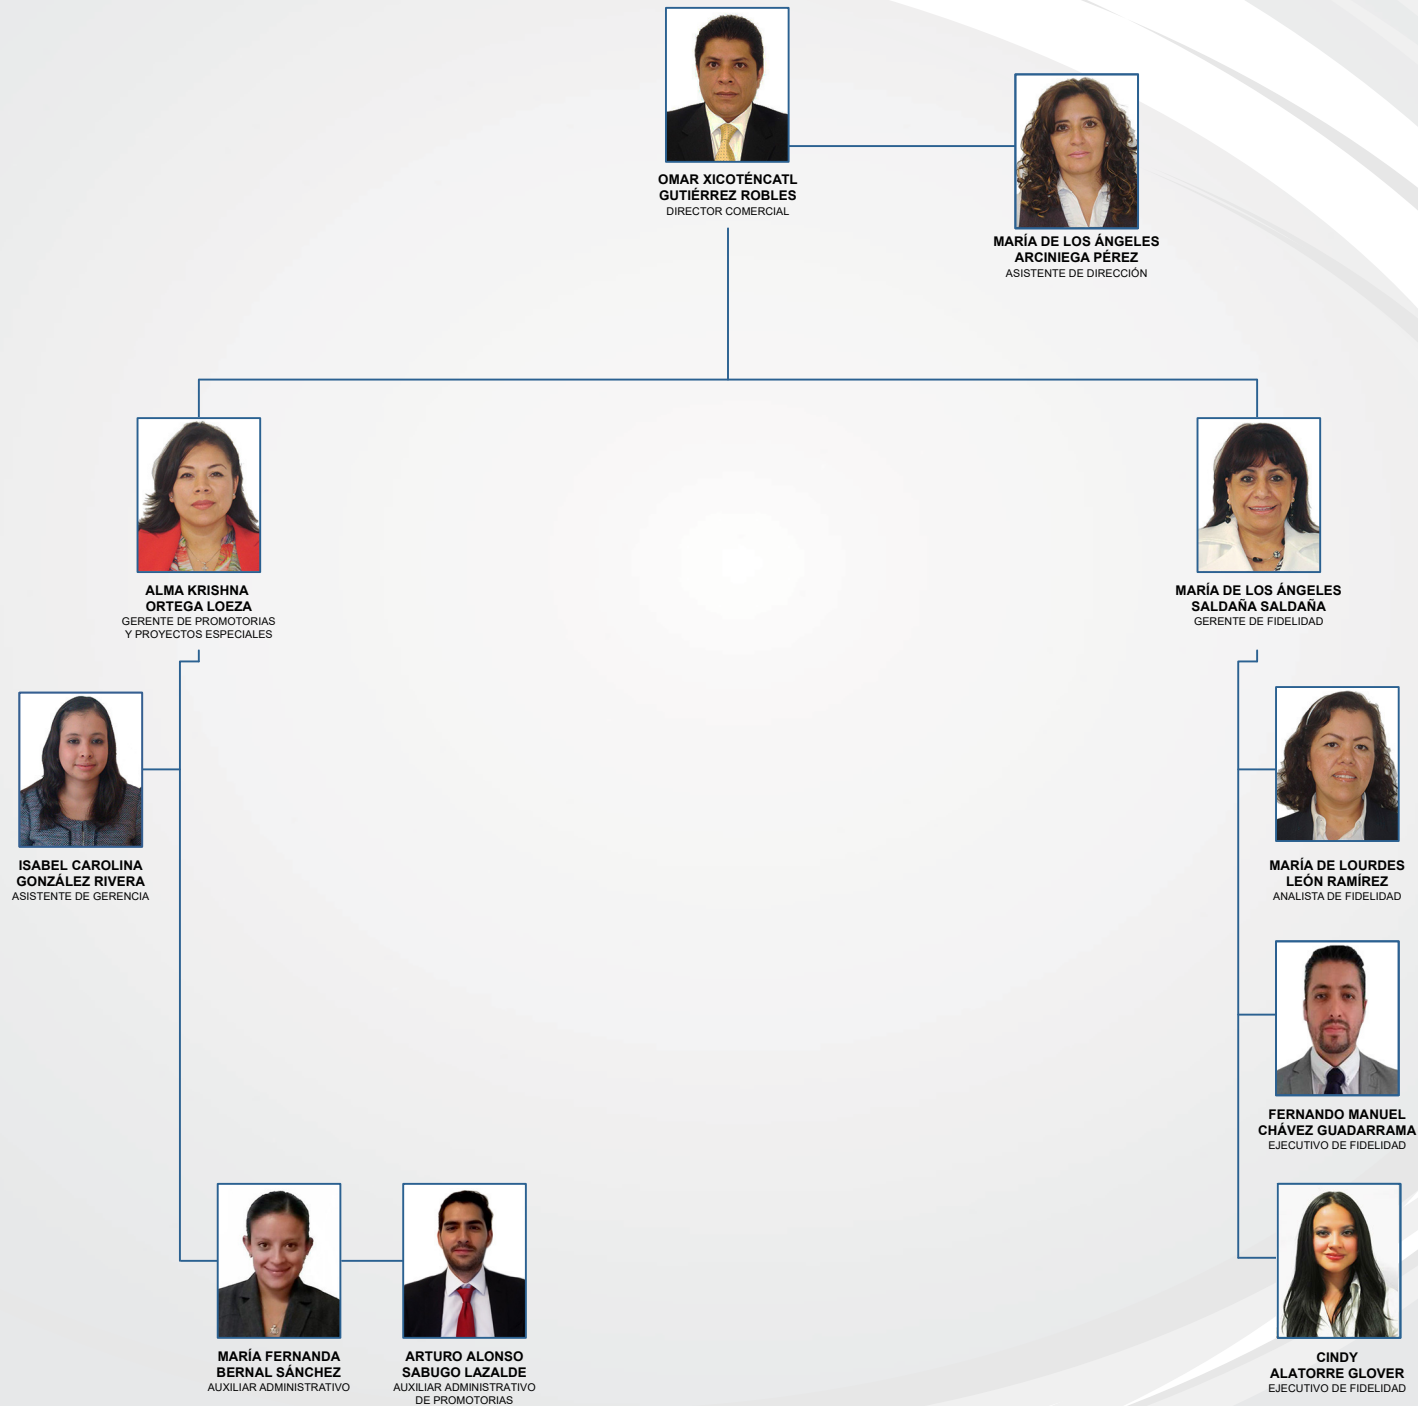 OMAR XICOTÉNCATL
GUTIÉRREZ ROBLES
DIRECTOR COMERCIAL
MARÍA DE LOS ÁNGELES
ARCINIEGA PÉREZ
ASISTENTE DE DIRECCIÓN
ALMA KRISHNA
ORTEGA LOEZA
GERENTE DE PROMOTORIAS
Y PROYECTOS ESPECIALES
MARÍA DE LOS ÁNGELES
SALDAÑA SALDAÑA
GERENTE DE FIDELIDAD
ISABEL CAROLINA
GONZÁLEZ RIVERA
ASISTENTE DE GERENCIA
MARÍA DE LOURDES
LEÓN RAMÍREZ
ANALISTA DE FIDELIDAD
FERNANDO MANUEL
CHÁVEZ GUADARRAMA
EJECUTIVO DE FIDELIDAD
MARÍA FERNANDA
BERNAL SÁNCHEZ
AUXILIAR ADMINISTRATIVO
ARTURO ALONSO
SABUGO LAZALDE
AUXILIAR ADMINISTRATIVO
DE PROMOTORIAS
CINDY
ALATORRE GLOVER
EJECUTIVO DE FIDELIDAD